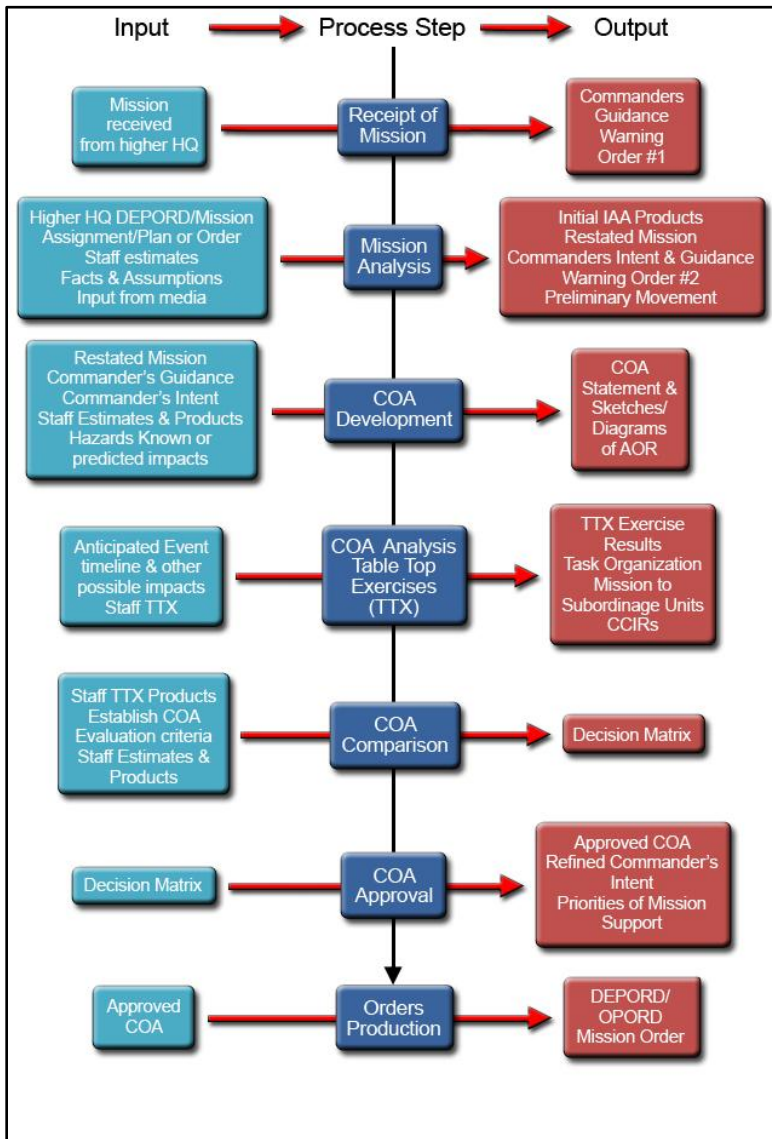 Input
Process Step
Output
Mission
received
from higher HQ
Receipt of
Mission
Commanders
Guidance
Warning
Order #1
Higher HQ DEPORD/Mission
Assignment/Plan or Order
Staff estimates
Facts & Assumptions
Input from media
Mission
Analysis
Initial IAA Products
Restated Mission
Commanders Intent & Guidance
Warning Order #2
Preliminary Movement
Restated Mission
Commander's Guidance
Commander's Intent
Staff Estimates & Products
Hazards Known or
predicted impacts
COA
Development
COA
Statement &
Sketches/
Diagrams
of AOR
Anticipated Event
timeline & other
possible impacts
Staff TTX
COA Analysis
Table Top
Exercises
(TTX)
TTX Exercise
Results
Task Organization
Mission to
Subordinage Units
CCIRs
Staff TTX Products
Establish COA
Evaluation criteria
Staff Estimates &
Products
COA
Comparison
Decision Matrix
Decision Matrix
COA
Approval
Approved COA
Refined Commander's
Intent
Priorities of Mission
Support
Approved
COA
Orders
Production
DEPORD/
OPORD
Mission Order